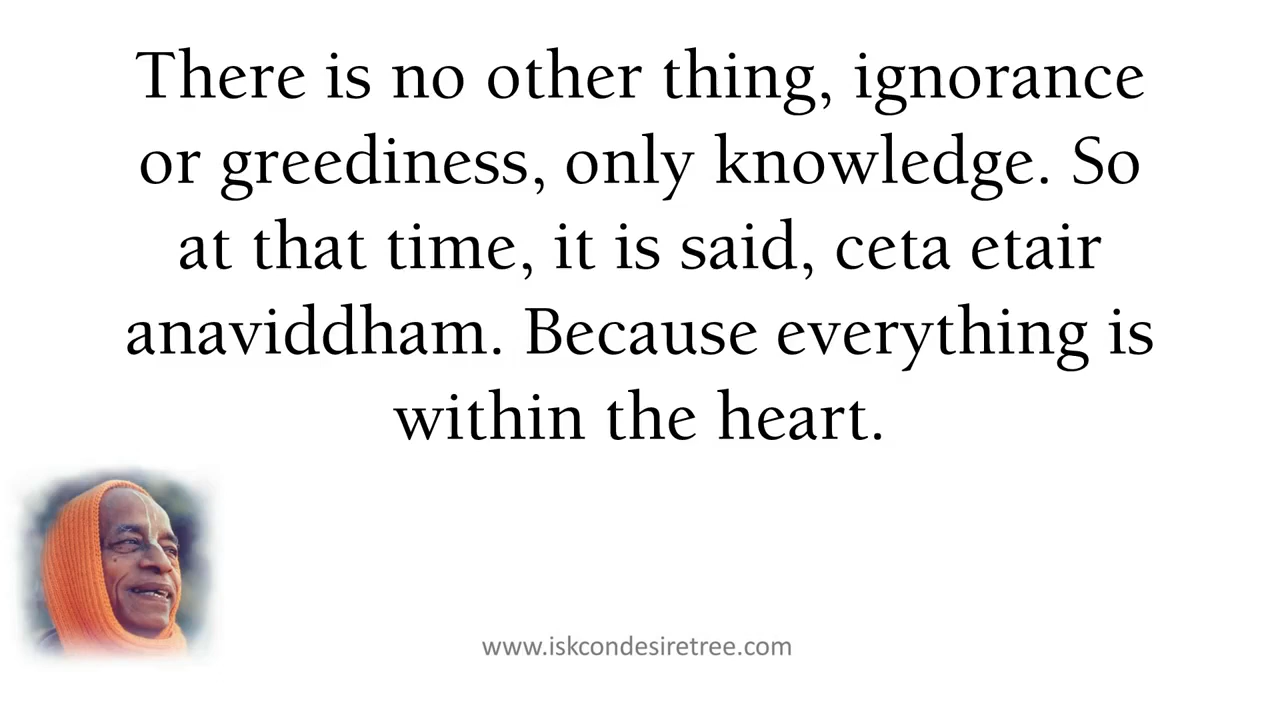 There is no other thing, ignorance
or greediness, only knowledge. So
at that time, it is said, ceta etair
anaviddham. Because everything is
within the heart.
www.iskcondesiretree.com